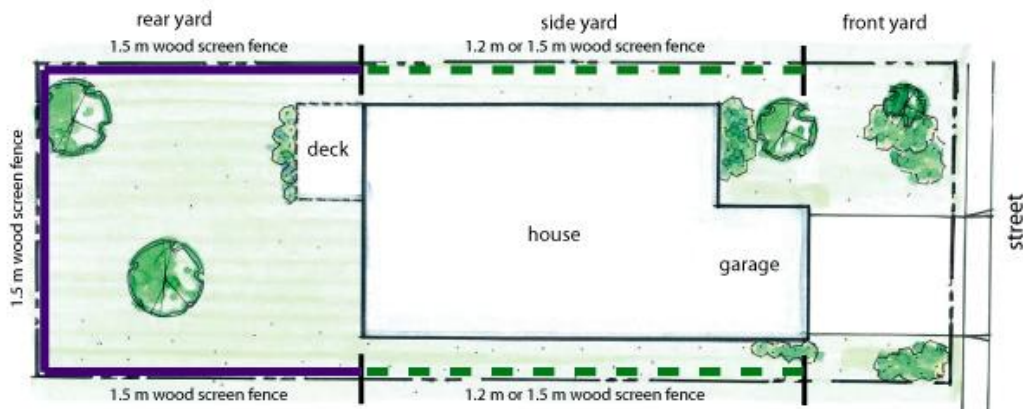 rear yard
side yard
front yard
1.5 m wood screen fence
1.2 m or 1.5 m wood screen fence
1.5 m wood screen fence
deck
house
garage
street
1.5 m wood screen fence
1.2 m or 1.5 m wood screen fence